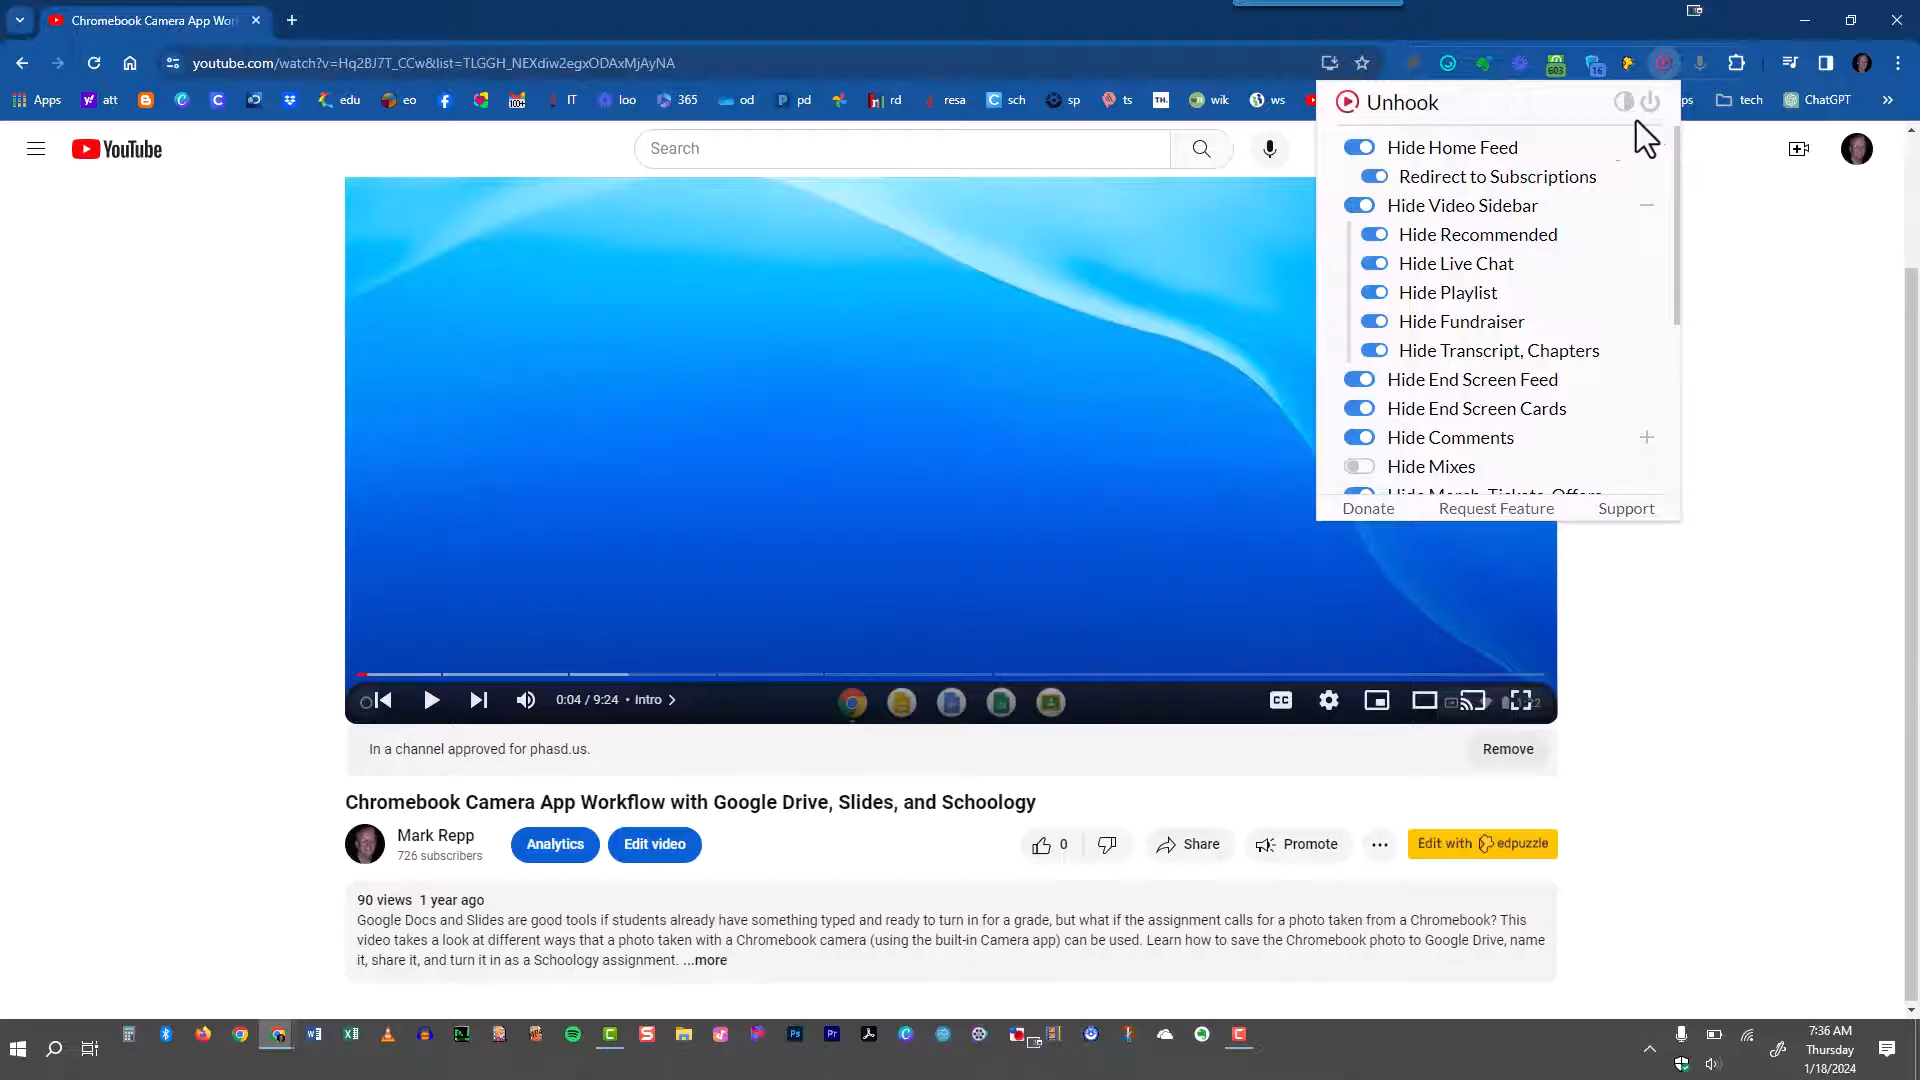 Chromebook Camera App Wor
youtube.com/watch?v=Hq2BJ7T_CCw&list=TLGGH_NEXdiw2egxODAxMjAyNA
603
16
Apps
att
edu
eo
100+
IT
loo
365
od
pd
rd
resa
sch
sp
ts
TH.
wik
ws
ps
tech
ChatGPT
»
YouTube
Search
Unhook
Hide Home Feed
Redirect to Subscriptions
Hide Video Sidebar
Hide Recommended
Hide Live Chat
Hide Playlist
Hide Fundraiser
Hide Transcript, Chapters
Hide End Screen Feed
Hide End Screen Cards
Hide Comments
Hide Mixes
Hide Merch, Tickets, Offers
Donate Request Feature Support
0:04 / 9:24 • Intro
CC
In a channel approved for phasd.us.
Remove
Chromebook Camera App Workflow with Google Drive, Slides, and Schoology
Mark Repp
726 subscribers
Analytics
Edit video
0
Share
Promote
Edit with edpuzzle
90 views 1 year ago
Google Docs and Slides are good tools if students already have something typed and ready to turn in for a grade, but what if the assignment calls for a photo taken from a Chromebook? This
video takes a look at different ways that a photo taken with a Chromebook camera (using the built-in Camera app) can be used. Learn how to save the Chromebook photo to Google Drive, name
it, share it, and turn it in as a Schoology assignment. ...more
7:36 AM
Thursday
1/18/2024